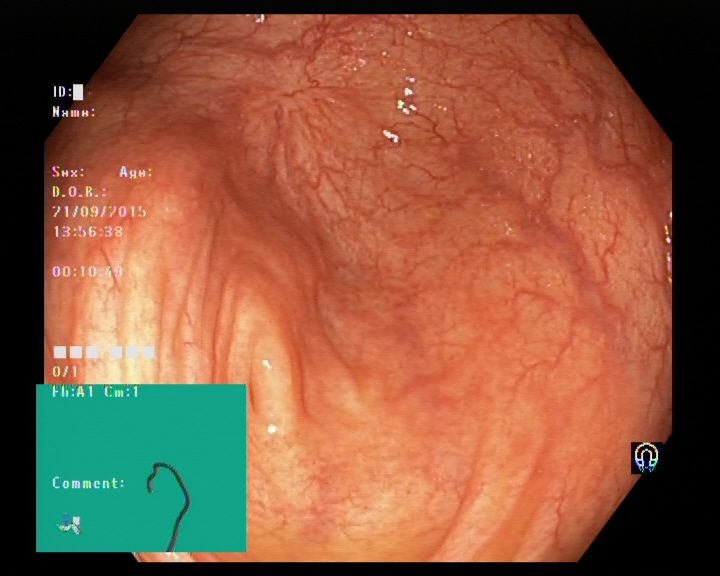 ID:
Name:
Sex: Age:
D.O.B.:
21/09/2015
13:56:38
00:10:49
0/1
Eh:A1 Cm:1
Comment: